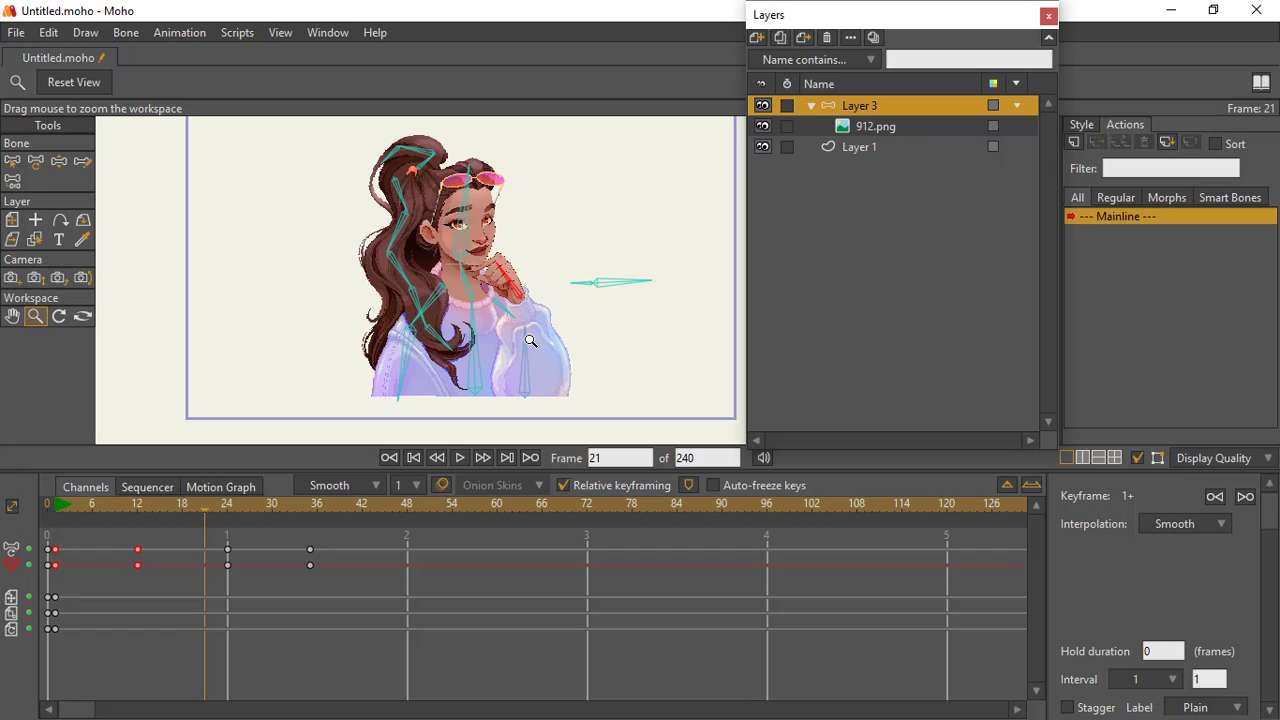 Untitled.moho - Moho
File Edit Draw Bone Animation Scripts View Window Help
Untitled.moho
Reset View
Drag mouse to zoom the workspace
Frame: 21
Tools
Bone
Layer
Camera
Workspace
Layers
Name contains...
Name
Layer 3
912.png
Layer 1
Style Actions
Sort
Filter:
All Regular Morphs Smart Bones
--- Mainline ---
Frame 21 of 240
Display Quality
Channels Sequencer Motion Graph Smooth 1 Onion Skins Relative keyframing Auto-freeze keys
0 6 12 18 24 30 36 42 48 54 60 66 72 78 84 90 96 102 108 114 120 126
0 1 2 3 4 5
Keyframe: 1+
Interpolation: Smooth
Hold duration 0 (frames)
Interval 1 1
Stagger Label Plain